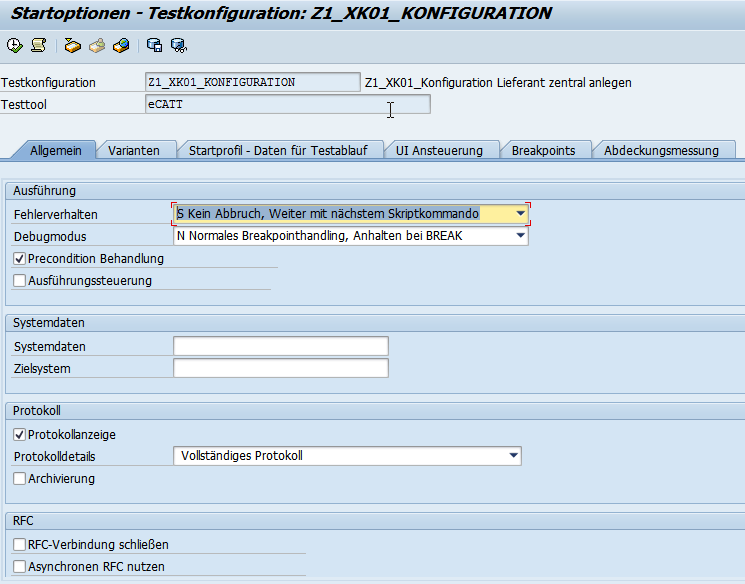 Startoptionen - Testkonfiguration: Z1_XK01_KONFIGURATION
Testkonfiguration Z1_XK01_KONFIGURATION Z1_XK01_Konfiguration Lieferant zentral anlegen
Testtool eCATT
Allgemein Varianten Startprofil - Daten für Testablauf UI Ansteuerung Breakpoints Abdeckungsmessung
Ausführung
Fehlerverhalten S Kein Abbruch, Weiter mit nächstem Skriptkommando
Debugmodus N Normales Breakpointhandling, Anhalten bei BREAK
Precondition Behandlung
Ausführungssteuerung
Systemdaten
Systemdaten
Zielsystem
Protokoll
Protokollanzeige
Protokolldetails Vollständiges Protokoll
Archivierung
RFC
RFC-Verbindung schließen
Asynchronen RFC nutzen